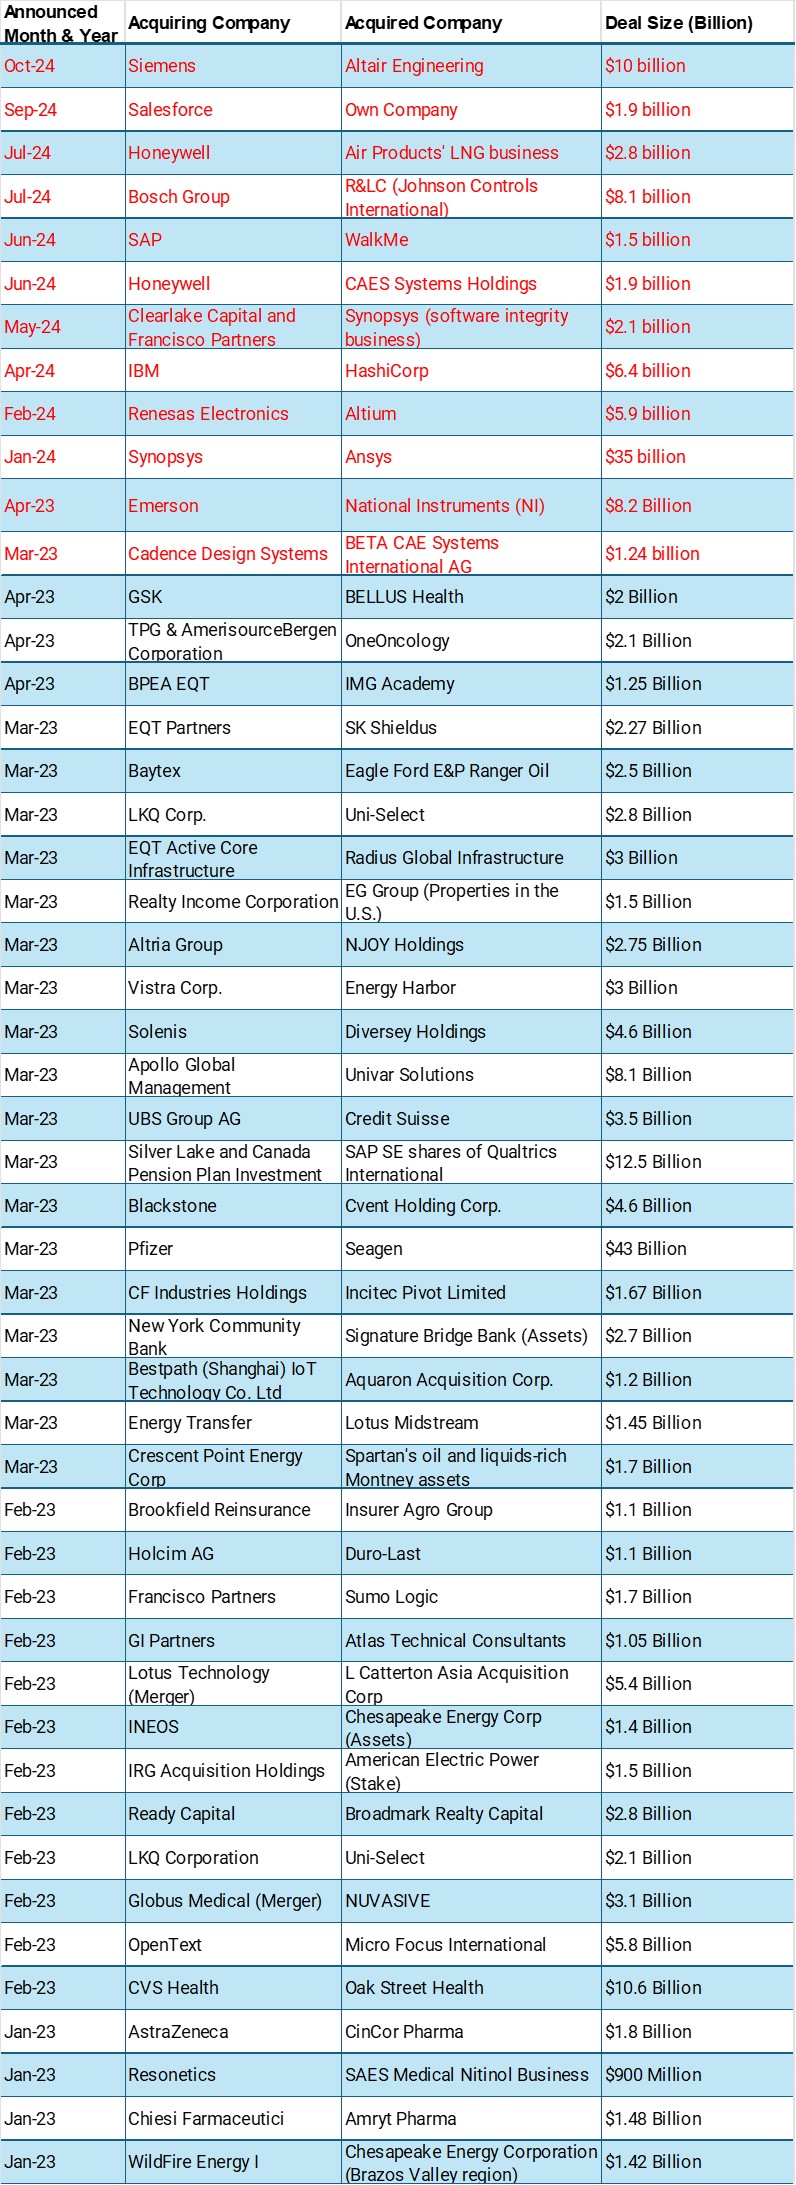 Announced Month & Year Acquiring Company Acquired Company Deal Size (Billion)
Oct-24 Siemens Altair Engineering $10 billion
Sep-24 Salesforce Own Company $1.9 billion
Jul-24 Honeywell Air Products' LNG business $2.8 billion
Jul-24 Bosch Group R&LC (Johnson Controls International) $8.1 billion
Jun-24 SAP WalkMe $1.5 billion
Jun-24 Honeywell CAES Systems Holdings $1.9 billion
May-24 Clearlake Capital and Francisco Partners Synopsys (software integrity business) $2.1 billion
Apr-24 IBM HashiCorp $6.4 billion
Feb-24 Renesas Electronics Altium $5.9 billion
Jan-24 Synopsys Ansys $35 billion
Apr-23 Emerson National Instruments (NI) $8.2 Billion
Mar-23 Cadence Design Systems BETA CAE Systems International AG $1.24 billion
Apr-23 GSK BELLUS Health $2 Billion
Apr-23 TPG & AmerisourceBergen Corporation OneOncology $2.1 Billion
Apr-23 BPEA EQT IMG Academy $1.25 Billion
Mar-23 EQT Partners SK Shieldus $2.27 Billion
Mar-23 Baytex Eagle Ford E&P Ranger Oil $2.5 Billion
Mar-23 LKQ Corp. Uni-Select $2.8 Billion
Mar-23 EQT Active Core Infrastructure Radius Global Infrastructure $3 Billion
Mar-23 Realty Income Corporation EG Group (Properties in the U.S.) $1.5 Billion
Mar-23 Altria Group NJOY Holdings $2.75 Billion
Mar-23 Vistra Corp. Energy Harbor $3 Billion
Mar-23 Solenis Diversey Holdings $4.6 Billion
Mar-23 Apollo Global Management Univar Solutions $8.1 Billion
Mar-23 UBS Group AG Credit Suisse $3.5 Billion
Mar-23 Silver Lake and Canada Pension Plan Investment SAP SE shares of Qualtrics International $12.5 Billion
Mar-23 Blackstone Cvent Holding Corp. $4.6 Billion
Mar-23 Pfizer Seagen $43 Billion
Mar-23 CF Industries Holdings Incitec Pivot Limited $1.67 Billion
Mar-23 New York Community Bank Signature Bridge Bank (Assets) $2.7 Billion
Mar-23 Bestpath (Shanghai) IoT Technology Co. Ltd Aquaron Acquisition Corp. $1.2 Billion
Mar-23 Energy Transfer Lotus Midstream $1.45 Billion
Mar-23 Crescent Point Energy Corp Spartan's oil and liquids-rich Montney assets $1.7 Billion
Feb-23 Brookfield Reinsurance Insurer Agro Group $1.1 Billion
Feb-23 Holcim AG Duro-Last $1.1 Billion
Feb-23 Francisco Partners Sumo Logic $1.7 Billion
Feb-23 GI Partners Atlas Technical Consultants $1.05 Billion
Feb-23 Lotus Technology (Merger) L Catterton Asia Acquisition Corp $5.4 Billion
Feb-23 INEOS Chesapeake Energy Corp (Assets) $1.4 Billion
Feb-23 IRG Acquisition Holdings American Electric Power (Stake) $1.5 Billion
Feb-23 Ready Capital Broadmark Realty Capital $2.8 Billion
Feb-23 LKQ Corporation Uni-Select $2.1 Billion
Feb-23 Globus Medical (Merger) NUVASIVE $3.1 Billion
Feb-23 OpenText Micro Focus International $5.8 Billion
Feb-23 CVS Health Oak Street Health $10.6 Billion
Jan-23 AstraZeneca CinCor Pharma $1.8 Billion
Jan-23 Resonetics SAES Medical Nitinol Business $900 Million
Jan-23 Chiesi Farmaceutici Amryt Pharma $1.48 Billion
Jan-23 WildFire Energy I Chesapeake Energy Corporation (Brazos Valley region) $1.42 Billion